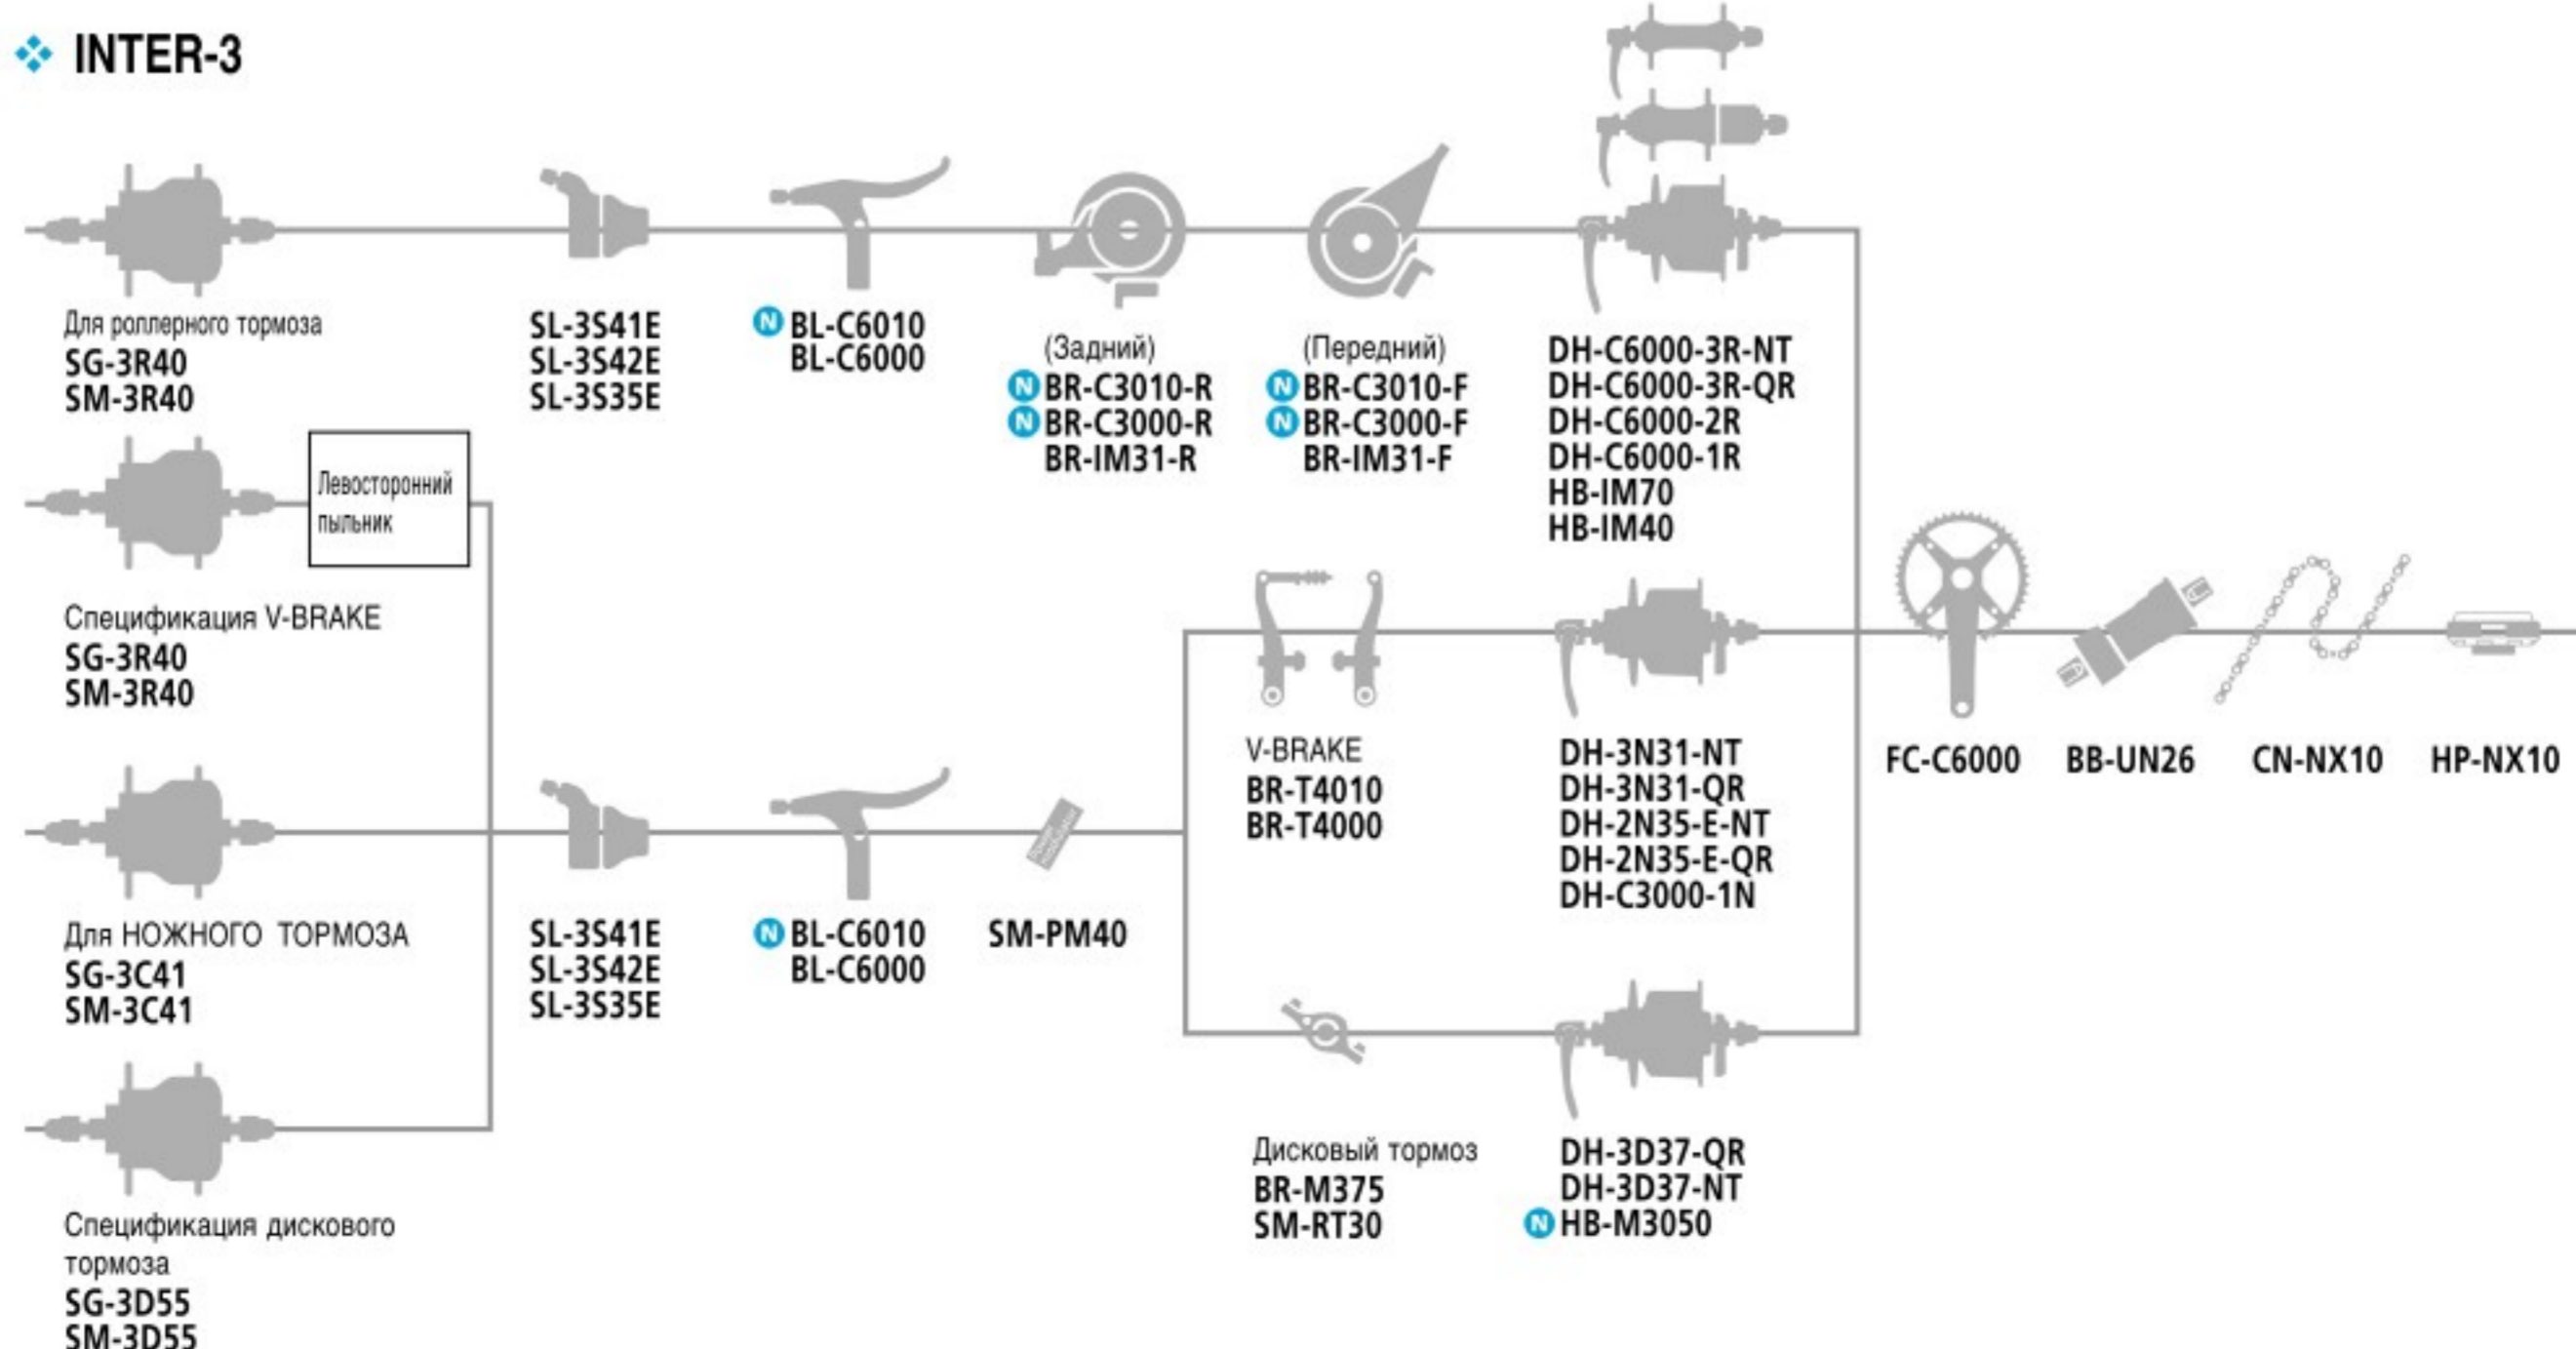 INTER-3
Для роллерного тормоза
SG-3R40
SM-3R40
SL-3S41E
SL-3S42E
SL-3S35E
N BL-C6010
BL-C6000
(Задний)
N BR-C3010-R
N BR-C3000-R
BR-IM31-R
(Передний)
N BR-C3010-F
N BR-C3000-F
BR-IM31-F
DH-C6000-3R-NT
DH-C6000-3R-QR
DH-C6000-2R
DH-C6000-1R
HB-IM70
HB-IM40
Левосторонний
пыльник
Спецификация V-BRAKE
SG-3R40
SM-3R40
V-BRAKE
BR-T4010
BR-T4000
DH-3N31-NT
DH-3N31-QR
DH-2N35-E-NT
DH-2N35-E-QR
DH-C3000-1N
FC-C6000
BB-UN26
CN-NX10
HP-NX10
Для НОЖНОГО ТОРМОЗА
SG-3C41
SM-3C41
SL-3S41E
SL-3S42E
SL-3S35E
N BL-C6010
BL-C6000
SM-PM40
Дисковый тормоз
BR-M375
SM-RT30
DH-3D37-QR
DH-3D37-NT
N HB-M3050
Спецификация дискового
тормоза
SG-3D55
SM-3D55